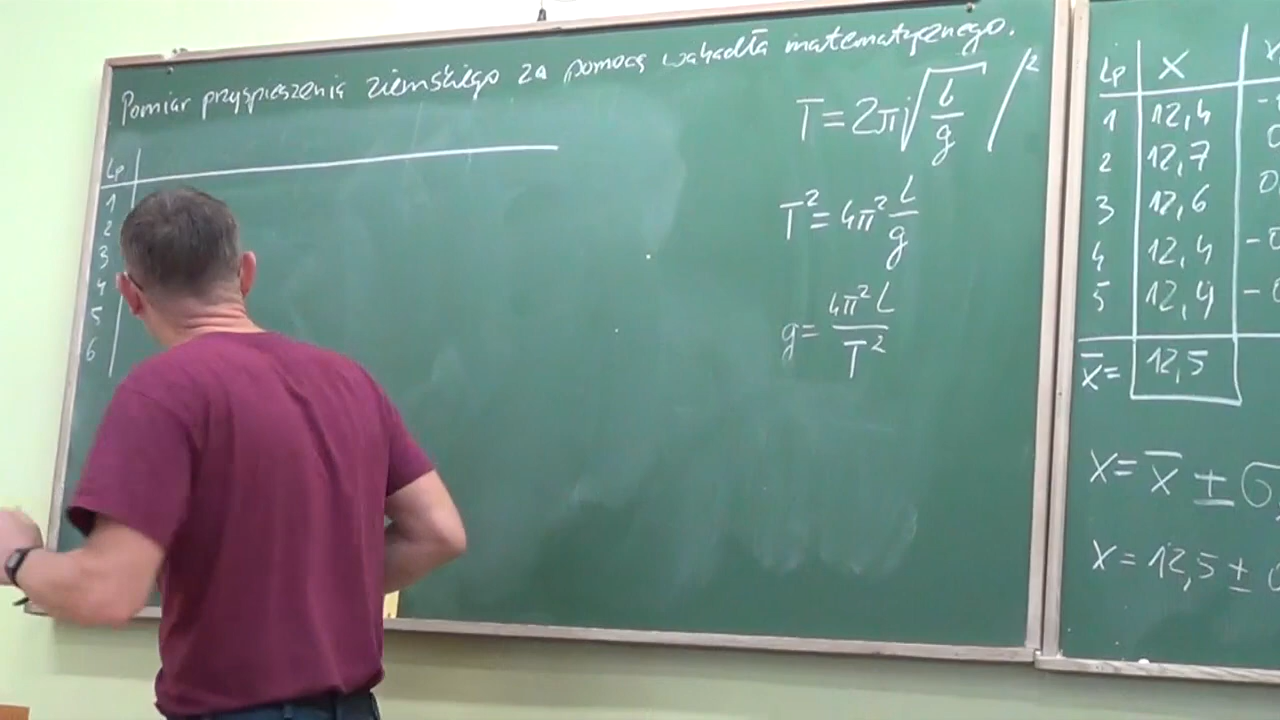 Pomiar przyspieszenia ziemskiego za pomocą wahadła matematycznego.
Lp
1
2
3
4
5
6
T=2π√(l/g) /²
T²=4π² l/g
g= 4π² l / T²
Lp X
1 12,4
2 12,7
3 12,6
4 12,4
5 12,4
x̄= 12,5
X= x̄ ±
X= 12,5 ±